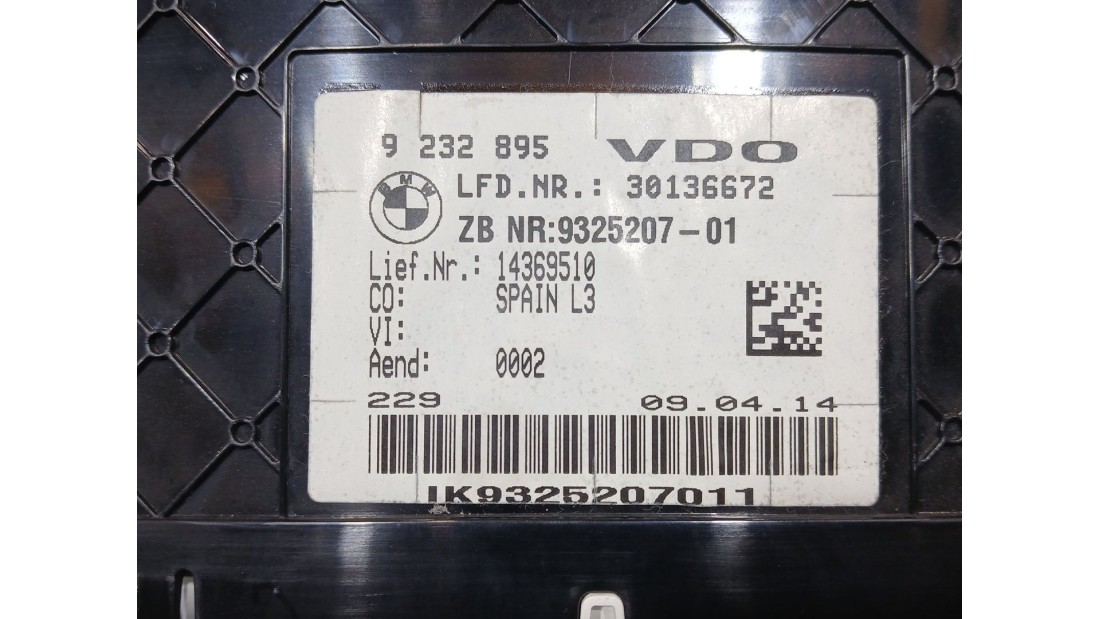 9 232 895 VDO
BMW
LFD.NR.: 30136672
ZB NR:9325207-01
Lief.Nr.: 14369510
CO: SPAIN L3
VI:
Aend: 0002
229 09.04.14
IK9325207011